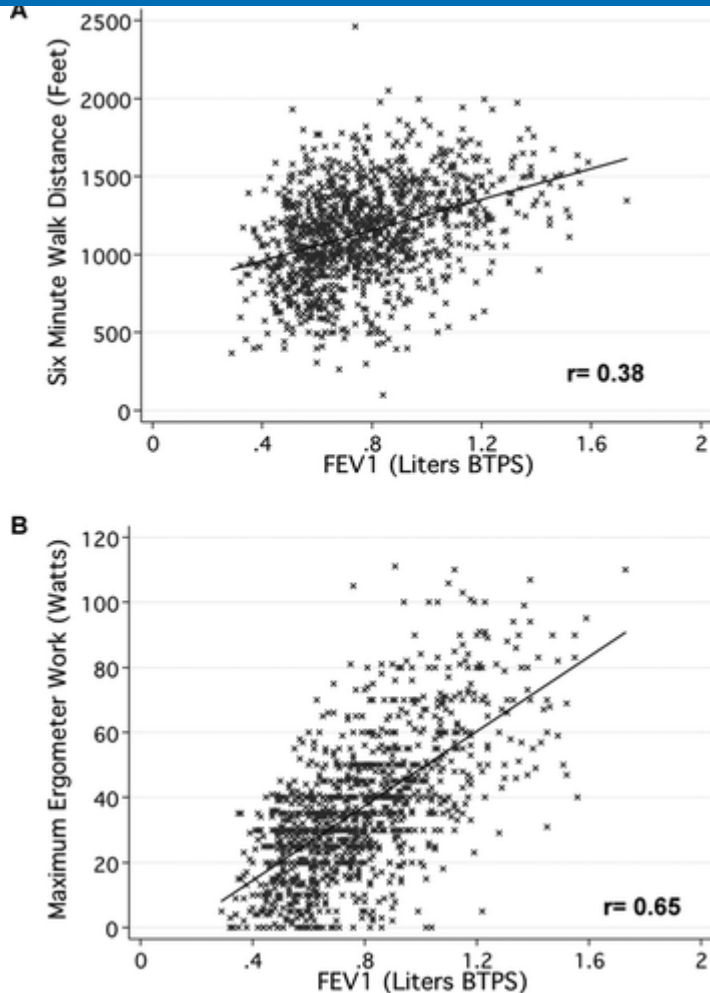 A
Six Minute Walk Distance (Feet)
2500
2000
1500
1000
500
0
r= 0.38
0 .4 .8 1.2 1.6 2
FEV1 (Liters BTPS)
B
Maximum Ergometer Work (Watts)
120
100
80
60
40
20
0
r= 0.65
0 .4 .8 1.2 1.6 2
FEV1 (Liters BTPS)